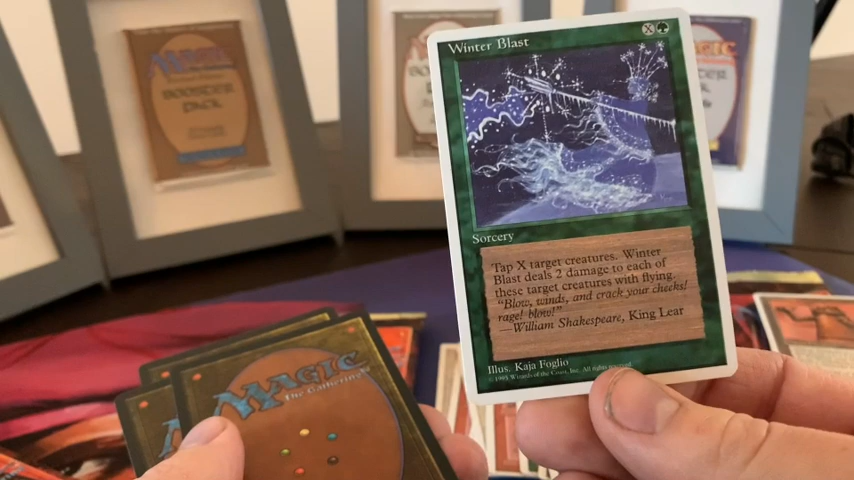 MAGIC
BOOSTER
PACK
MAGIC
Winter Blast
X
Sorcery
Tap X target creatures. Winter
Blast deals 2 damage to each of
these target creatures with flying.
"Blow, winds, and crack your cheeks!
rage! blow!"
—William Shakespeare, King Lear
Illus. Kaja Foglio
© 1995 Wizards of the Coast, Inc. All rights reserved.
MAGIC
The Gathering